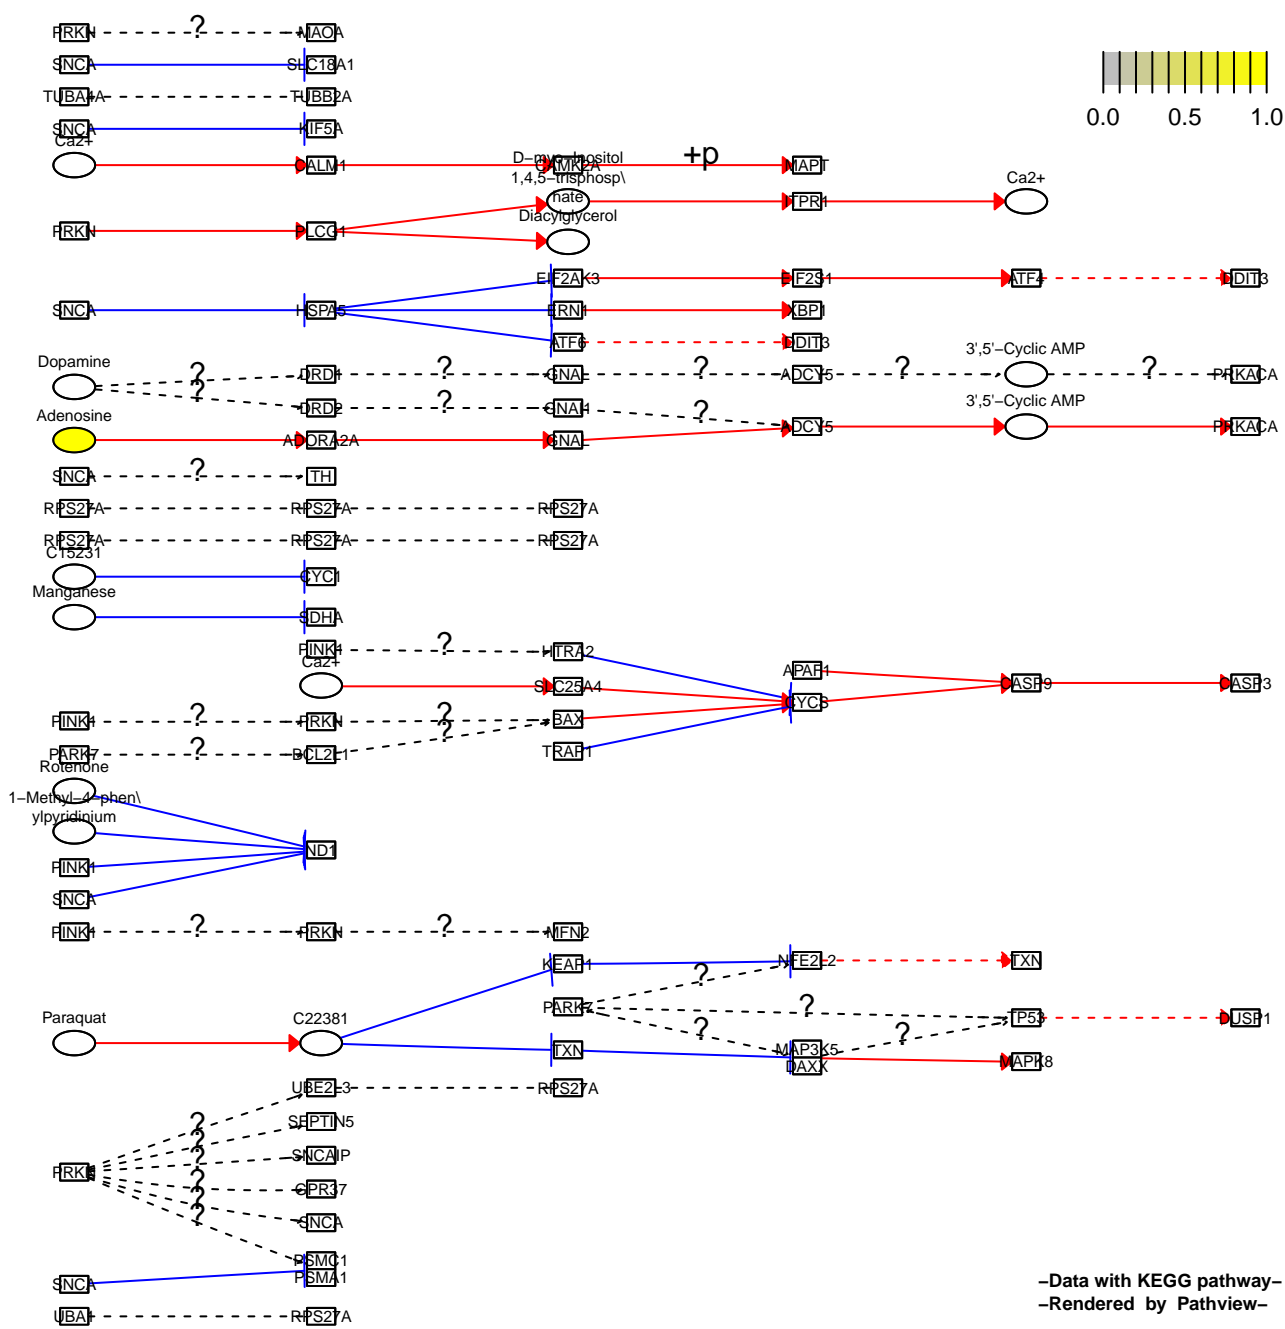 PRKN ? MAOA
SNCA SLC18A1
TUBA4A TUBB2A
SNCA KIF5A
0.0 0.5 1.0
Ca2+
CALM1 CAMK2A +p MAPT
D−myo−Inositol
1,4,5−trisphosp\
nate
ITPR1 Ca2+
Diacylglycerol
PRKN PLCG1
EIF2AK3 EIF2S1 ATF4 DDIT3
SNCA HSPA5 ERN1 XBP1
ATF6 DDIT3
Dopamine
? DRD1 ? GNAL ? ADCY5 ? 3',5'−Cyclic AMP ? PRKACA
? DRD2 ? GNAI1 ?
Adenosine
ADORA2A GNAL ADCY5 3',5'−Cyclic AMP PRKACA
SNCA ? TH
RPS27A RPS27A RPS27A
RPS27A RPS27A RPS27A
C15231
CYC1
Manganese
SDHA
PINK1 ? HTRA2
Ca2+
SLC25A4
APAF1
CYCS CASP9 CASP3
PINK1 ? PRKN ? BAX
PARK7 ? BCL2L1 ? TRAP1
Rotenone
1−Methyl−4−phen\
ylpyridinium
ND1
PINK1
SNCA
PINK1 ? PRKN ? MFN2
KEAP1 NFE2L2 TXN
PARK7 ? ? TP53 DUSP1
Paraquat C22381
TXN ? MAP3K5 ?
DAXX MAPK8
UBE2L3 RPS27A
? SEPTIN5
? SNCAIP
PRKN
? GPR37
? SNCA
? PSMC1
SNCA PSMA1
UBA1 RPS27A
−Data with KEGG pathway−
−Rendered by Pathview−